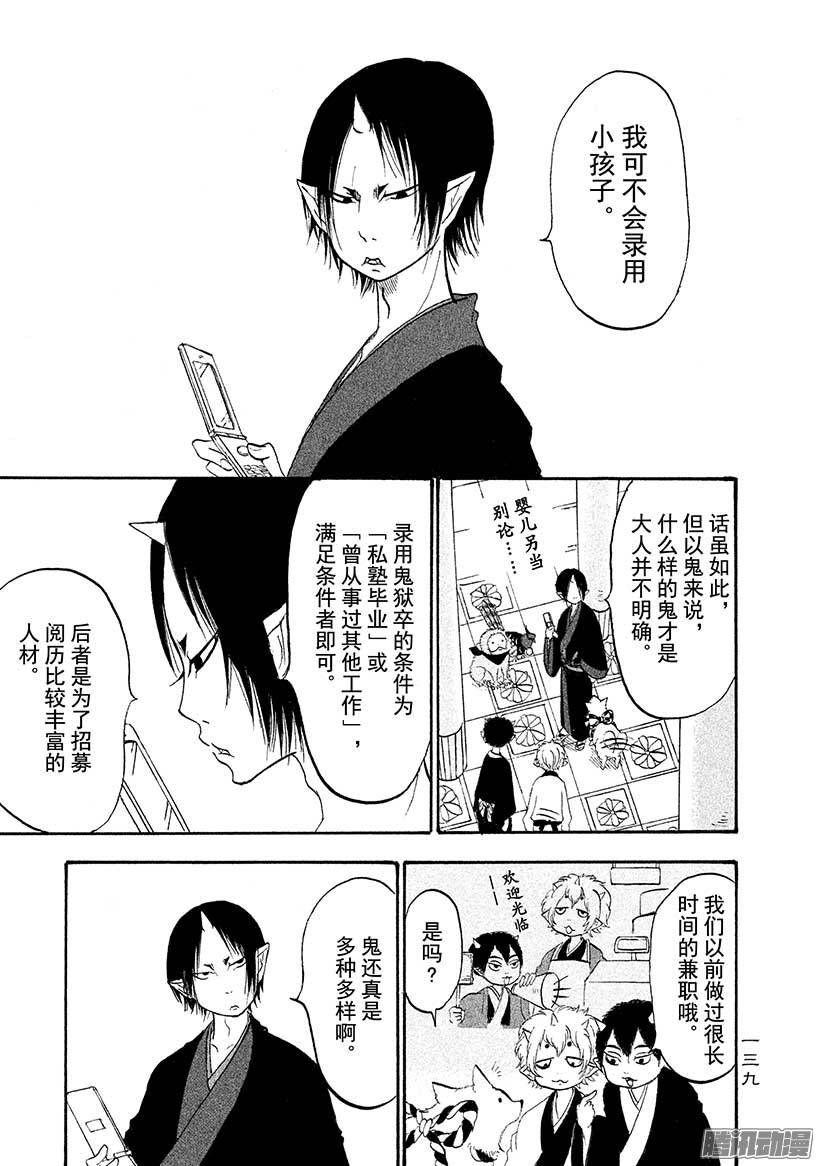 我可不会录用
小孩子。
话虽如此，
但以鬼来说，
什么样的鬼才是
大人并不明确。
婴儿另当
别论……
录用鬼狱卒的条件为
「私塾毕业」或
「曾从事过其他工作」，
满足条件者即可。
后者是为了招募
阅历比较丰富的
人材。
我们以前做过很长
时间的兼职哦。
欢迎光临
——
是吗？
鬼还真是
多种多样啊。
一三九
腾讯动漫